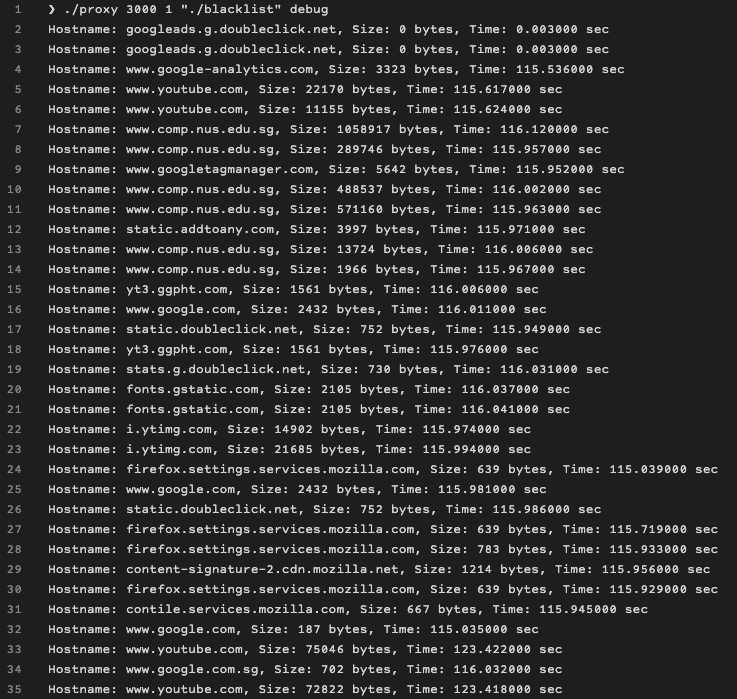 1 ❯ ./proxy 3000 1 "./blacklist" debug
2 Hostname: googleads.g.doubleclick.net, Size: 0 bytes, Time: 0.003000 sec
3 Hostname: googleads.g.doubleclick.net, Size: 0 bytes, Time: 0.003000 sec
4 Hostname: www.google-analytics.com, Size: 3323 bytes, Time: 115.536000 sec
5 Hostname: www.youtube.com, Size: 22170 bytes, Time: 115.617000 sec
6 Hostname: www.youtube.com, Size: 11155 bytes, Time: 115.624000 sec
7 Hostname: www.comp.nus.edu.sg, Size: 1058917 bytes, Time: 116.120000 sec
8 Hostname: www.comp.nus.edu.sg, Size: 289746 bytes, Time: 115.957000 sec
9 Hostname: www.googletagmanager.com, Size: 5642 bytes, Time: 115.952000 sec
10 Hostname: www.comp.nus.edu.sg, Size: 488537 bytes, Time: 116.002000 sec
11 Hostname: www.comp.nus.edu.sg, Size: 571160 bytes, Time: 115.963000 sec
12 Hostname: static.addtoany.com, Size: 3997 bytes, Time: 115.971000 sec
13 Hostname: www.comp.nus.edu.sg, Size: 13724 bytes, Time: 116.006000 sec
14 Hostname: www.comp.nus.edu.sg, Size: 1966 bytes, Time: 115.967000 sec
15 Hostname: yt3.ggpht.com, Size: 1561 bytes, Time: 116.006000 sec
16 Hostname: www.google.com, Size: 2432 bytes, Time: 116.011000 sec
17 Hostname: static.doubleclick.net, Size: 752 bytes, Time: 115.949000 sec
18 Hostname: yt3.ggpht.com, Size: 1561 bytes, Time: 115.976000 sec
19 Hostname: stats.g.doubleclick.net, Size: 730 bytes, Time: 116.031000 sec
20 Hostname: fonts.gstatic.com, Size: 2105 bytes, Time: 116.037000 sec
21 Hostname: fonts.gstatic.com, Size: 2105 bytes, Time: 116.041000 sec
22 Hostname: i.ytimg.com, Size: 14902 bytes, Time: 115.974000 sec
23 Hostname: i.ytimg.com, Size: 21685 bytes, Time: 115.994000 sec
24 Hostname: firefox.settings.services.mozilla.com, Size: 639 bytes, Time: 115.039000 sec
25 Hostname: www.google.com, Size: 2432 bytes, Time: 115.981000 sec
26 Hostname: static.doubleclick.net, Size: 752 bytes, Time: 115.986000 sec
27 Hostname: firefox.settings.services.mozilla.com, Size: 639 bytes, Time: 115.719000 sec
28 Hostname: firefox.settings.services.mozilla.com, Size: 783 bytes, Time: 115.933000 sec
29 Hostname: content-signature-2.cdn.mozilla.net, Size: 1214 bytes, Time: 115.956000 sec
30 Hostname: firefox.settings.services.mozilla.com, Size: 639 bytes, Time: 115.929000 sec
31 Hostname: contile.services.mozilla.com, Size: 667 bytes, Time: 115.945000 sec
32 Hostname: www.google.com, Size: 187 bytes, Time: 115.035000 sec
33 Hostname: www.youtube.com, Size: 75046 bytes, Time: 123.422000 sec
34 Hostname: www.google.com.sg, Size: 702 bytes, Time: 116.032000 sec
35 Hostname: www.youtube.com, Size: 72822 bytes, Time: 123.418000 sec